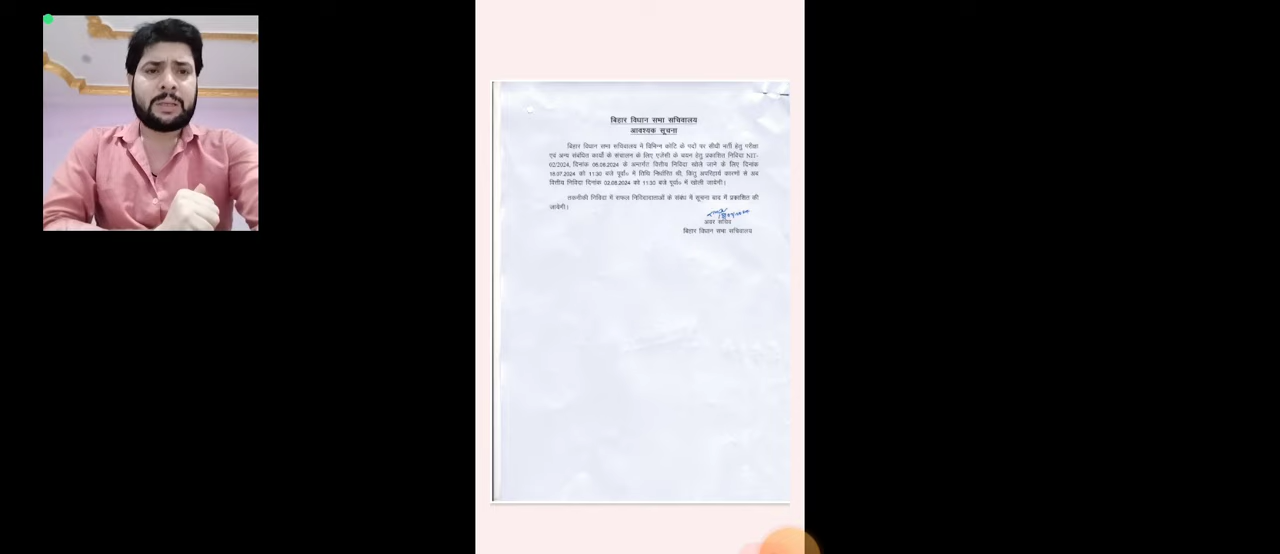 बिहार विधान सभा सचिवालय
आवश्यक सूचना
बिहार विधान सभा सचिवालय में विभिन्न कोटि के पदों पर सीधी भर्ती हेतु परीक्षा
एवं अन्य संबंधित कार्यों के संचालन के लिए एजेंसी के चयन हेतु प्रकाशित निविदा NIT-
02/2024, दिनांक 06.06.2024 के अन्तर्गत वित्तीय निविदा खोले जाने के लिए दिनांक
18.07.2024 को 11:30 बजे पूर्वा० में तिथि निर्धारित थी, किंतु अपरिहार्य कारणों से अब
वित्तीय निविदा दिनांक 02.08.2024 को 11:30 बजे पूर्वा० में खोली जायेगी।
तकनीकी निविदा में सफल निविदादाताओं के संबंध में सूचना बाद में प्रकाशित की
जायेगी।
अवर सचिव
बिहार विधान सभा सचिवालय